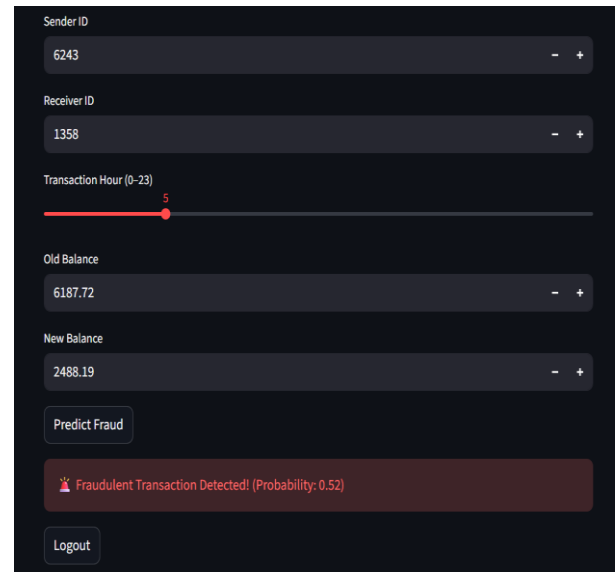 Sender ID
6243 - +
Receiver ID
1358 - +
Transaction Hour (0–23)
5
Old Balance
6187.72 - +
New Balance
2488.19 - +
Predict Fraud
🚨 Fraudulent Transaction Detected! (Probability: 0.52)
Logout